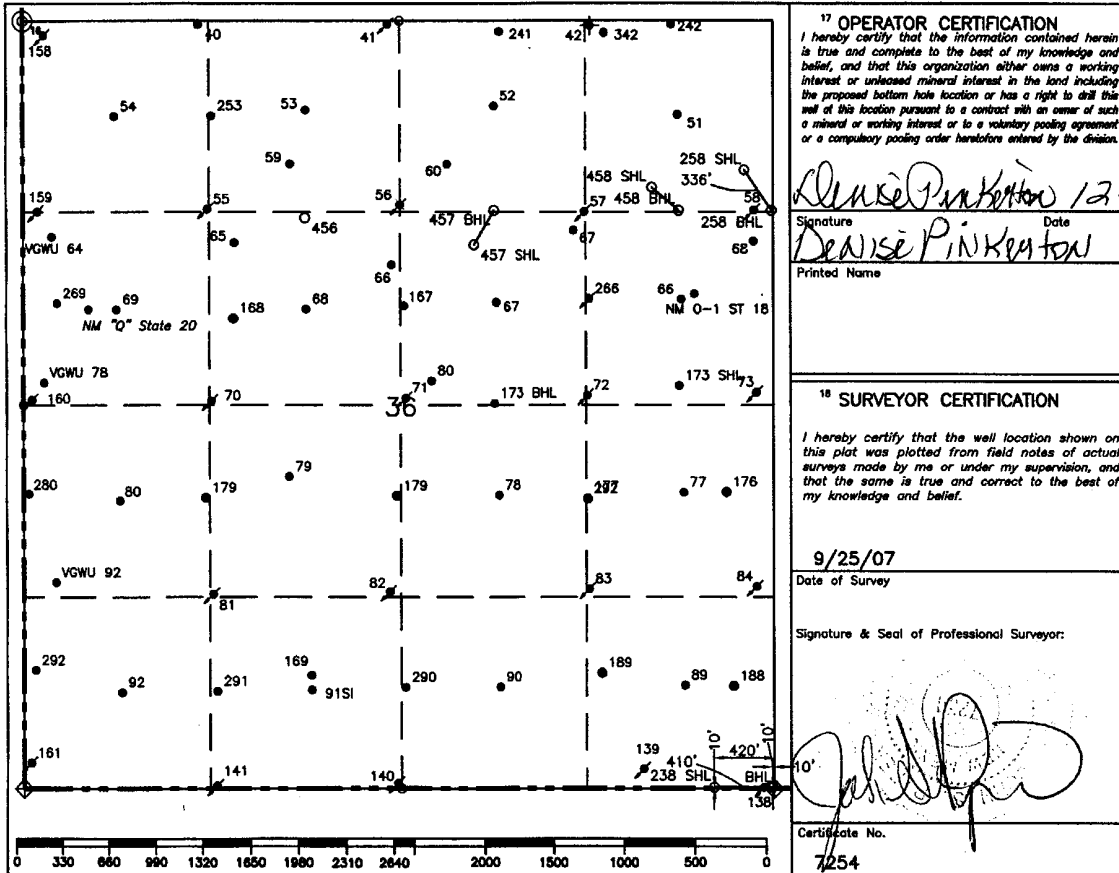 158
40
41
241
42
342
242
54
253
53
52
51
59
60
258 SHL
458 SHL
336'
159
55
56
457 BHL
458 BHL
57
58
456
258 BHL
VGWU 64
65
457 SHL
67
68
66
269
69
168
68
167
67
266
66
NM "Q" State 20
NM O-1 ST 18
VGWU 78
80
173 SHL
160
70
71
173 BHL
72
73
36
79
280
80
179
179
78
77
176
VGWU 92
81
82
83
84
292
92
291
169
91SI
290
90
189
89
188
161
141
140
139
10'
420'
10'
410'
10'
238 SHL
BHL
138
0 330 660 990 1320 1650 1980 2310 2640 2000 1500 1000 500 0
17 OPERATOR CERTIFICATION
I hereby certify that the information contained herein
is true and complete to the best of my knowledge and
belief, and that this organization either owns a working
interest or unleased mineral interest in the land including
the proposed bottom hole location or has a right to drill this
well at this location pursuant to a contract with an owner of such
a mineral or working interest or to a voluntary pooling agreement
or a compulsory pooling order heretofore entered by the division.
Denise Pinkerton 12
Signature Date
Denise Pinkerton
Printed Name
18 SURVEYOR CERTIFICATION
I hereby certify that the well location shown on
this plat was plotted from field notes of actual
surveys made by me or under my supervision, and
that the same is true and correct to the best of
my knowledge and belief.
9/25/07
Date of Survey
Signature & Seal of Professional Surveyor:
Certificate No.
7254